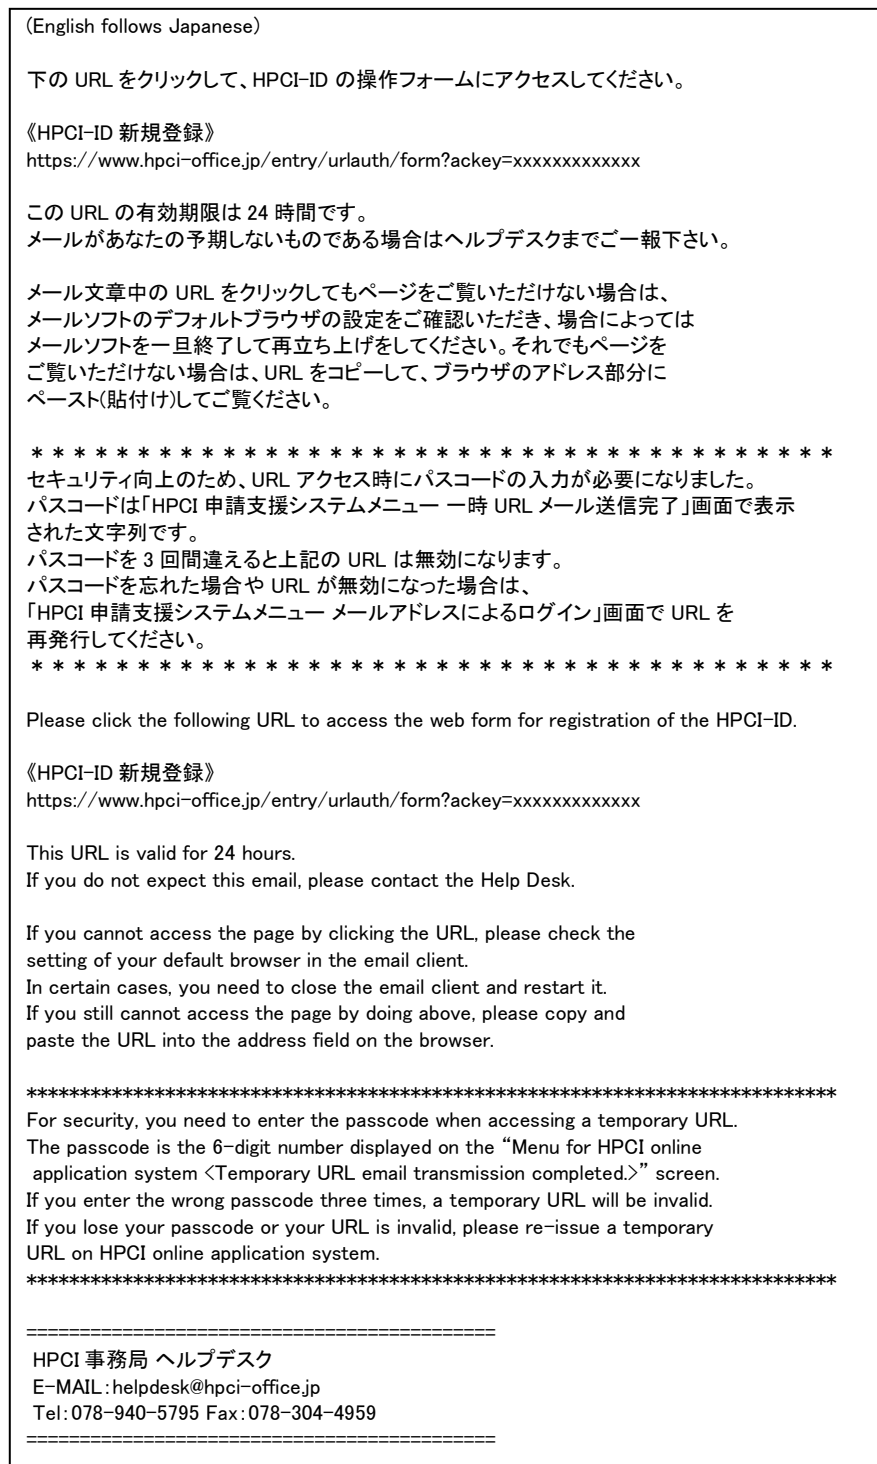 (English follows Japanese)
下の URL をクリックして、HPCI-ID の操作フォームにアクセスしてください。
《HPCI-ID 新規登録》
https://www.hpci-office.jp/entry/urlauth/form?ackey=xxxxxxxxxxxxx
この URL の有効期限は 24 時間です。
メールがあなたの予期しないものである場合はヘルプデスクまでご一報下さい。
メール文章中の URL をクリックしてもページをご覧いただけない場合は、
メールソフトのデフォルトブラウザの設定をご確認いただき、場合によっては
メールソフトを一旦終了して再立ち上げをしてください。それでもページを
ご覧いただけない場合は、URL をコピーして、ブラウザのアドレス部分に
ペースト(貼付け)してご覧ください。
* * * * * * * * * * * * * * * * * * * * * * * * * * * * * * * * * * * * * *
セキュリティ向上のため、URL アクセス時にパスコードの入力が必要になりました。
パスコードは「HPCI 申請支援システムメニュー 一時 URL メール送信完了」画面で表示
された文字列です。
パスコードを 3 回間違えると上記の URL は無効になります。
パスコードを忘れた場合や URL が無効になった場合は、
「HPCI 申請支援システムメニュー メールアドレスによるログイン」画面で URL を
再発行してください。
* * * * * * * * * * * * * * * * * * * * * * * * * * * * * * * * * * * * * *
Please click the following URL to access the web form for registration of the HPCI-ID.
《HPCI-ID 新規登録》
https://www.hpci-office.jp/entry/urlauth/form?ackey=xxxxxxxxxxxxx
This URL is valid for 24 hours.
If you do not expect this email, please contact the Help Desk.
If you cannot access the page by clicking the URL, please check the
setting of your default browser in the email client.
In certain cases, you need to close the email client and restart it.
If you still cannot access the page by doing above, please copy and
paste the URL into the address field on the browser.
****************************************************************************
For security, you need to enter the passcode when accessing a temporary URL.
The passcode is the 6-digit number displayed on the “Menu for HPCI online
application system <Temporary URL email transmission completed.>” screen.
If you enter the wrong passcode three times, a temporary URL will be invalid.
If you lose your passcode or your URL is invalid, please re-issue a temporary
URL on HPCI online application system.
****************************************************************************
============================================
HPCI 事務局 ヘルプデスク
E-MAIL：helpdesk@hpci-office.jp
Tel：078-940-5795 Fax：078-304-4959
============================================